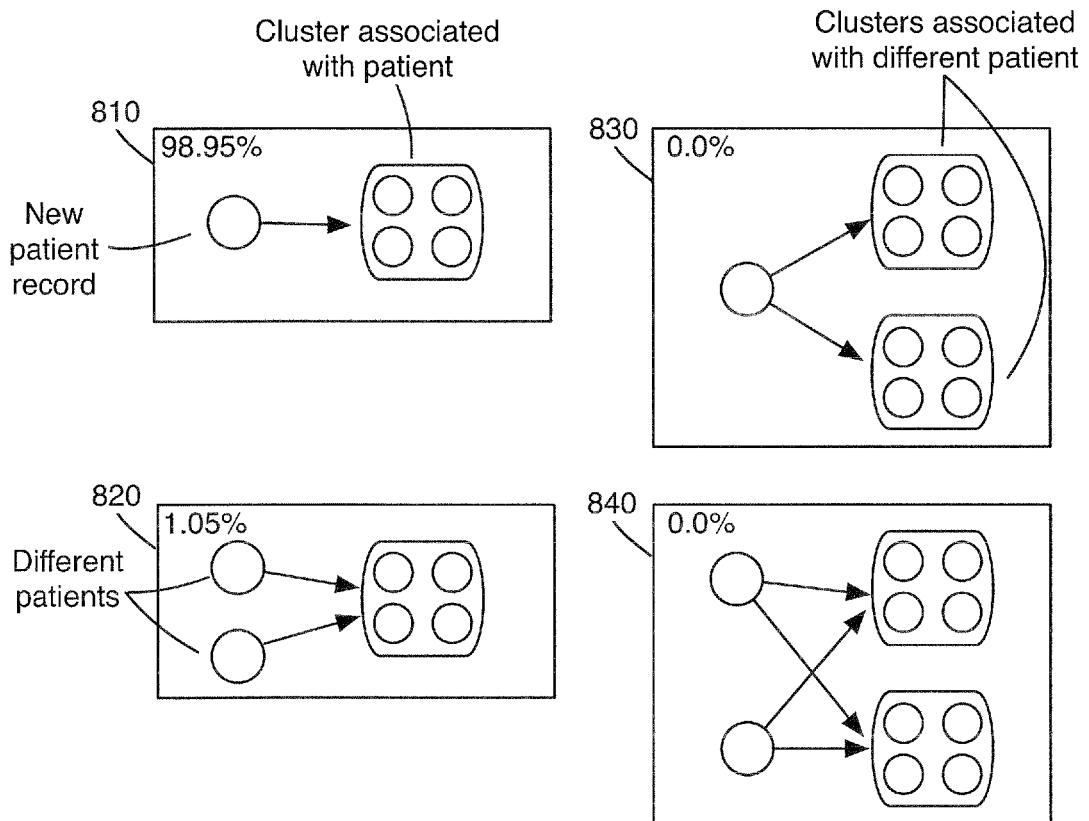 Cluster associated
with patient
810
98.95%
New
patient
record
Clusters associated
with different patient
830
0.0%
820
1.05%
Different
patients
840
0.0%